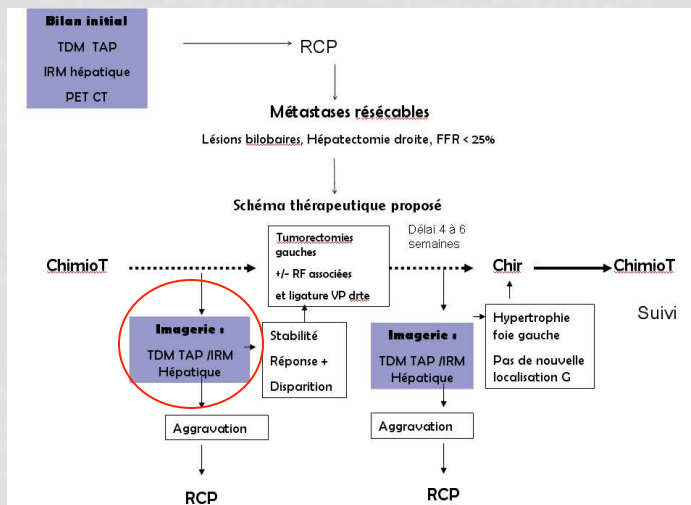 Bilan initial
TDM TAP
IRM hépatique
PET CT
RCP
Métastases résécables
Lésions bilobaires, Hépatectomie droite, FFR < 25%
Schéma thérapeutique proposé
ChimioT
Tumorectomies
gauches
+/- RF associées
et ligature VP drte
Délai 4 à 6
semaines
Chir
ChimioT
Suivi
Imagerie :
TDM TAP /IRM
Hépatique
Stabilité
Réponse +
Disparition
Imagerie :
TDM TAP /IRM
Hépatique
Hypertrophie
foie gauche
Pas de nouvelle
localisation G
Aggravation
Aggravation
RCP
RCP